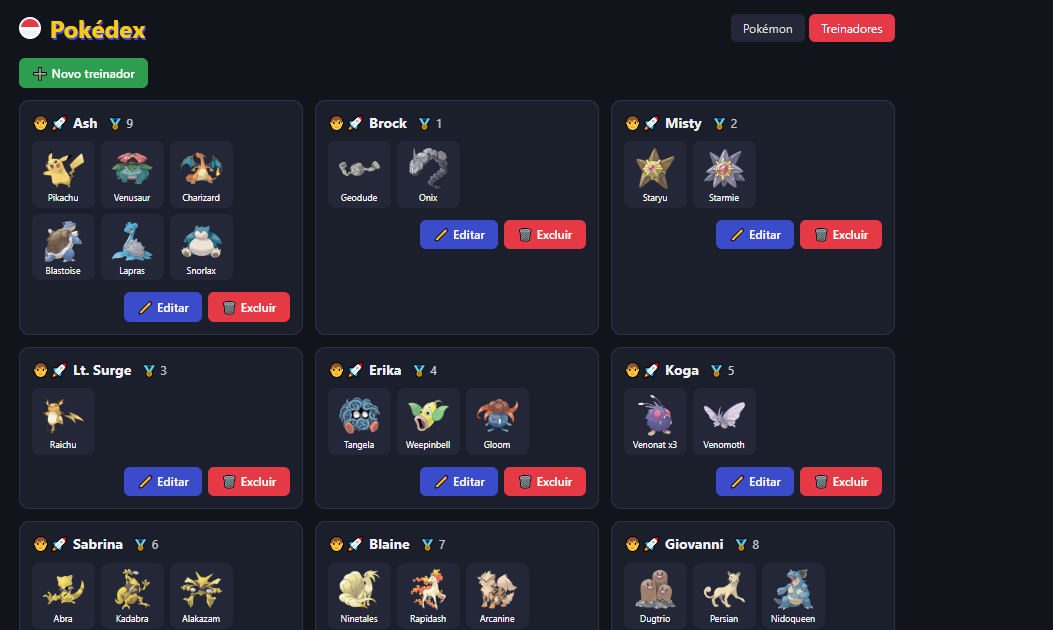 Pokédex
Pokémon
Treinadores
Novo treinador
Ash 9
Pikachu Venusaur Charizard
Blastoise Lapras Snorlax
Editar Excluir
Brock 1
Geodude Onix
Editar Excluir
Misty 2
Staryu Starmie
Editar Excluir
Lt. Surge 3
Raichu
Editar Excluir
Erika 4
Tangela Weepinbell Gloom
Editar Excluir
Koga 5
Venonat x3 Venomoth
Editar Excluir
Sabrina 6
Abra Kadabra Alakazam
Blaine 7
Ninetales Rapidash Arcanine
Giovanni 8
Dugtrio Persian Nidoqueen